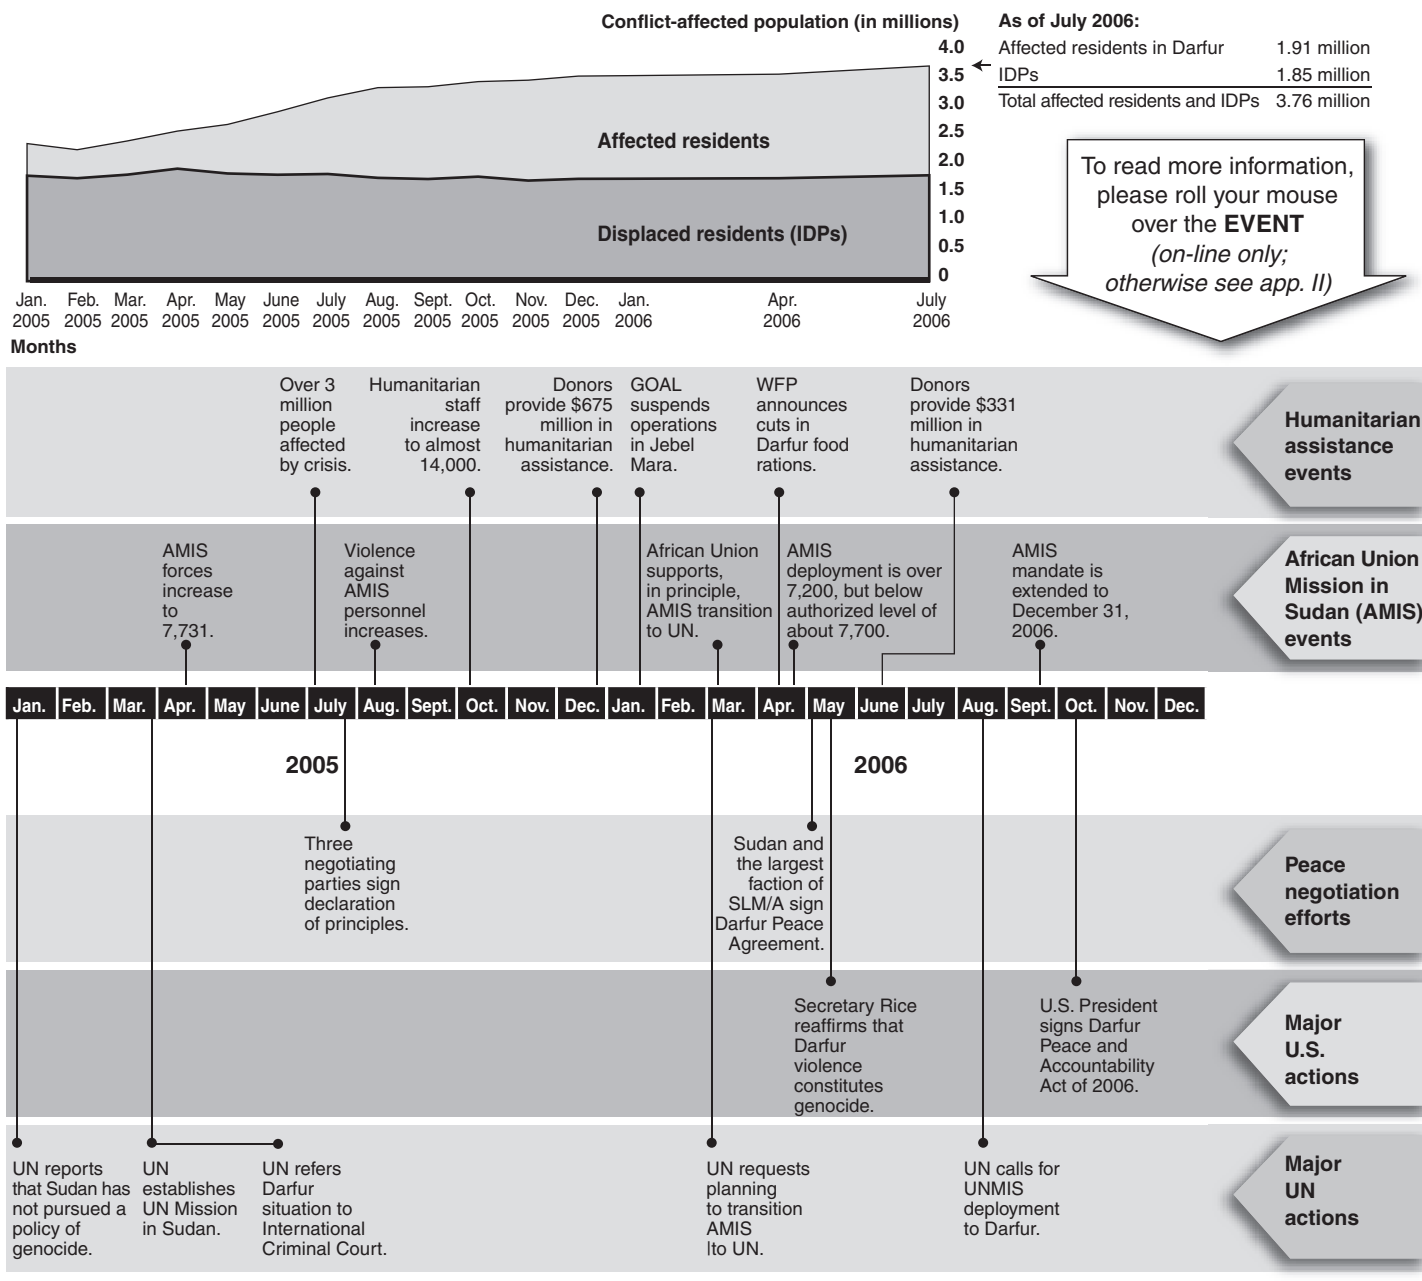 Conflict-affected population (in millions)
4.0
3.5
3.0
2.5
2.0
1.5
1.0
0.5
0
Affected residents
Displaced residents (IDPs)
Jan. 2005
Feb. 2005
Mar. 2005
Apr. 2005
May 2005
June 2005
July 2005
Aug. 2005
Sept. 2005
Oct. 2005
Nov. 2005
Dec. 2005
Jan. 2006
Apr. 2006
July 2006
Months
As of July 2006:
Affected residents in Darfur 1.91 million
IDPs 1.85 million
Total affected residents and IDPs 3.76 million
To read more information,
please roll your mouse
over the EVENT
(on-line only;
otherwise see app. II)
Over 3
million
people
affected
by crisis.
Humanitarian
staff
increase
to almost
14,000.
Donors
provide $675
million in
humanitarian
assistance.
GOAL
suspends
operations
in Jebel
Mara.
WFP
announces
cuts in
Darfur food
rations.
Donors
provide $331
million in
humanitarian
assistance.
Humanitarian
assistance
events
AMIS
forces
increase
to
7,731.
Violence
against
AMIS
personnel
increases.
African Union
supports,
in principle,
AMIS transition
to UN.
AMIS
deployment is over
7,200, but below
authorized level of
about 7,700.
AMIS
mandate is
extended to
December 31,
2006.
African Union
Mission in
Sudan (AMIS)
events
Jan. Feb. Mar. Apr. May June July Aug. Sept. Oct. Nov. Dec. Jan. Feb. Mar. Apr. May June July Aug. Sept. Oct. Nov. Dec.
2005 2006
Three
negotiating
parties sign
declaration
of principles.
Sudan and
the largest
faction of
SLM/A sign
Darfur Peace
Agreement.
Peace
negotiation
efforts
Secretary Rice
reaffirms that
Darfur
violence
constitutes
genocide.
U.S. President
signs Darfur
Peace and
Accountability
Act of 2006.
Major
U.S.
actions
UN reports
that Sudan has
not pursued a
policy of
genocide.
UN
establishes
UN Mission
in Sudan.
UN refers
Darfur
situation to
International
Criminal Court.
UN requests
planning
to transition
AMIS
lto UN.
UN calls for
UNMIS
deployment
to Darfur.
Major
UN
actions